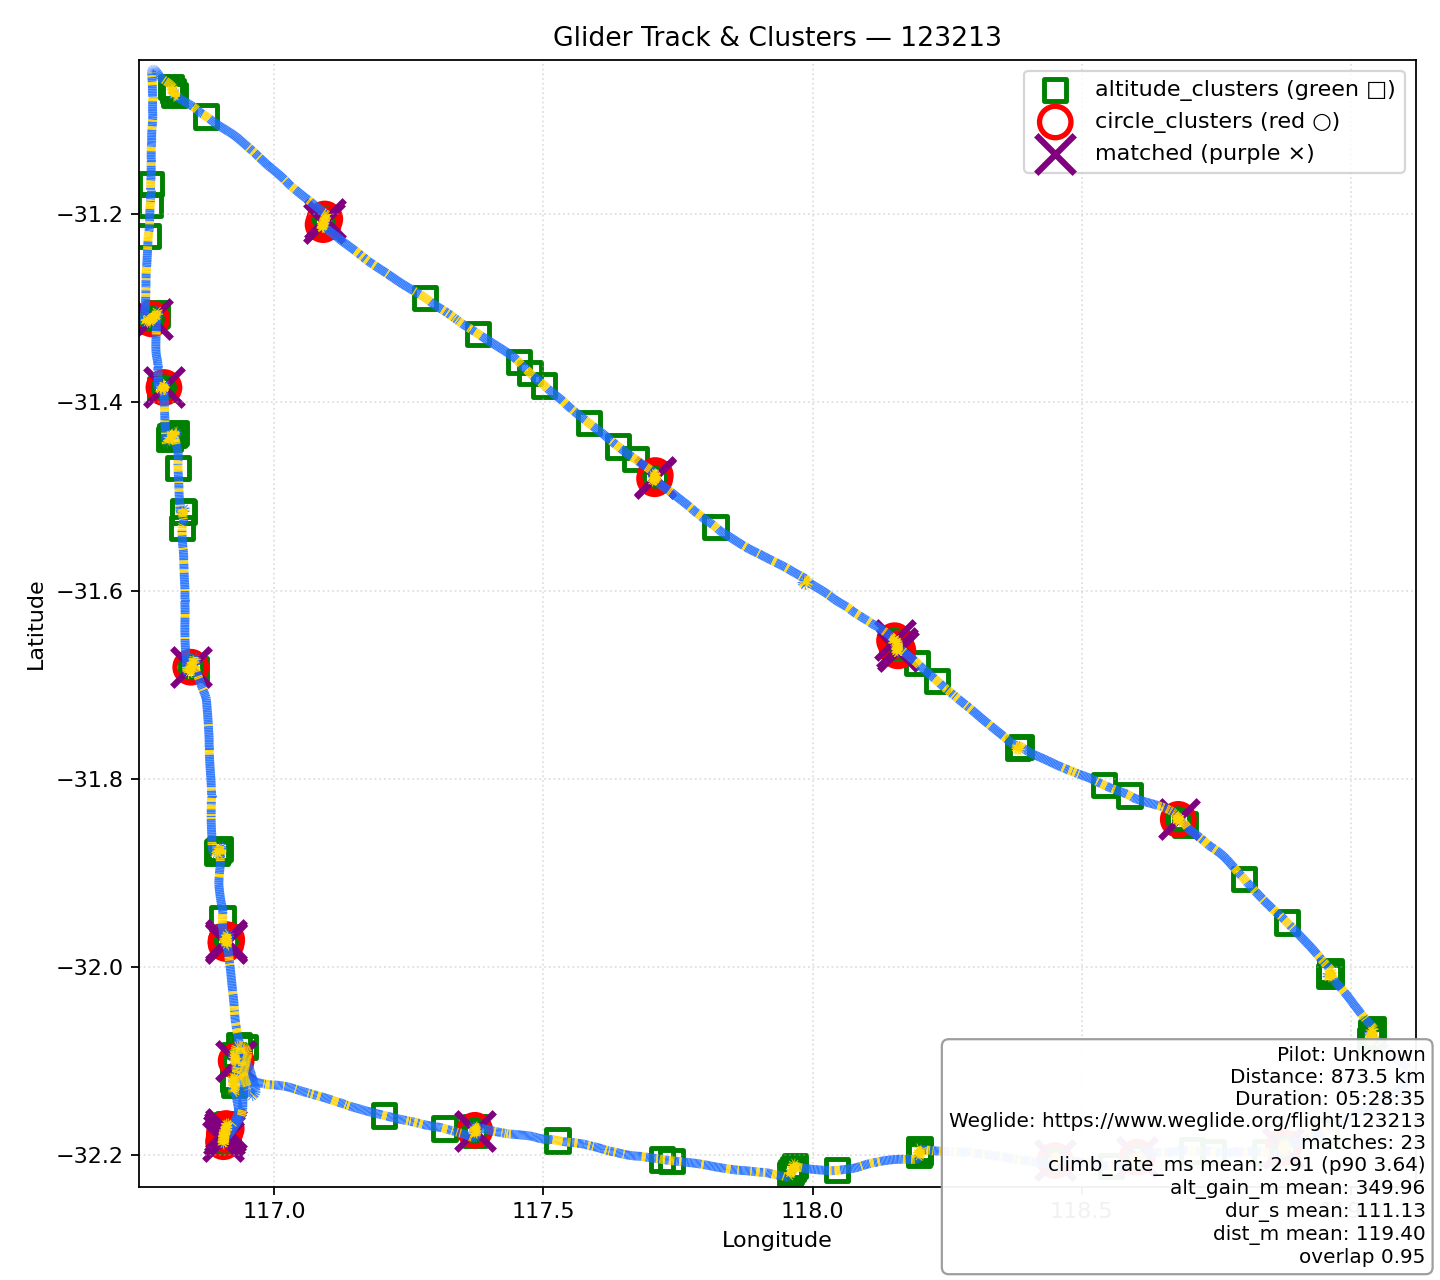 Glider Track & Clusters — 123213
altitude_clusters (green □)
circle_clusters (red ○)
matched (purple ×)
−31.2
−31.4
−31.6
−31.8
−32.0
−32.2
Latitude
117.0
117.5
118.0
118.5
Longitude
Pilot: Unknown
Distance: 873.5 km
Duration: 05:28:35
Weglide: https://www.weglide.org/flight/123213
matches: 23
climb_rate_ms mean: 2.91 (p90 3.64)
alt_gain_m mean: 349.96
dur_s mean: 111.13
dist_m mean: 119.40
overlap 0.95